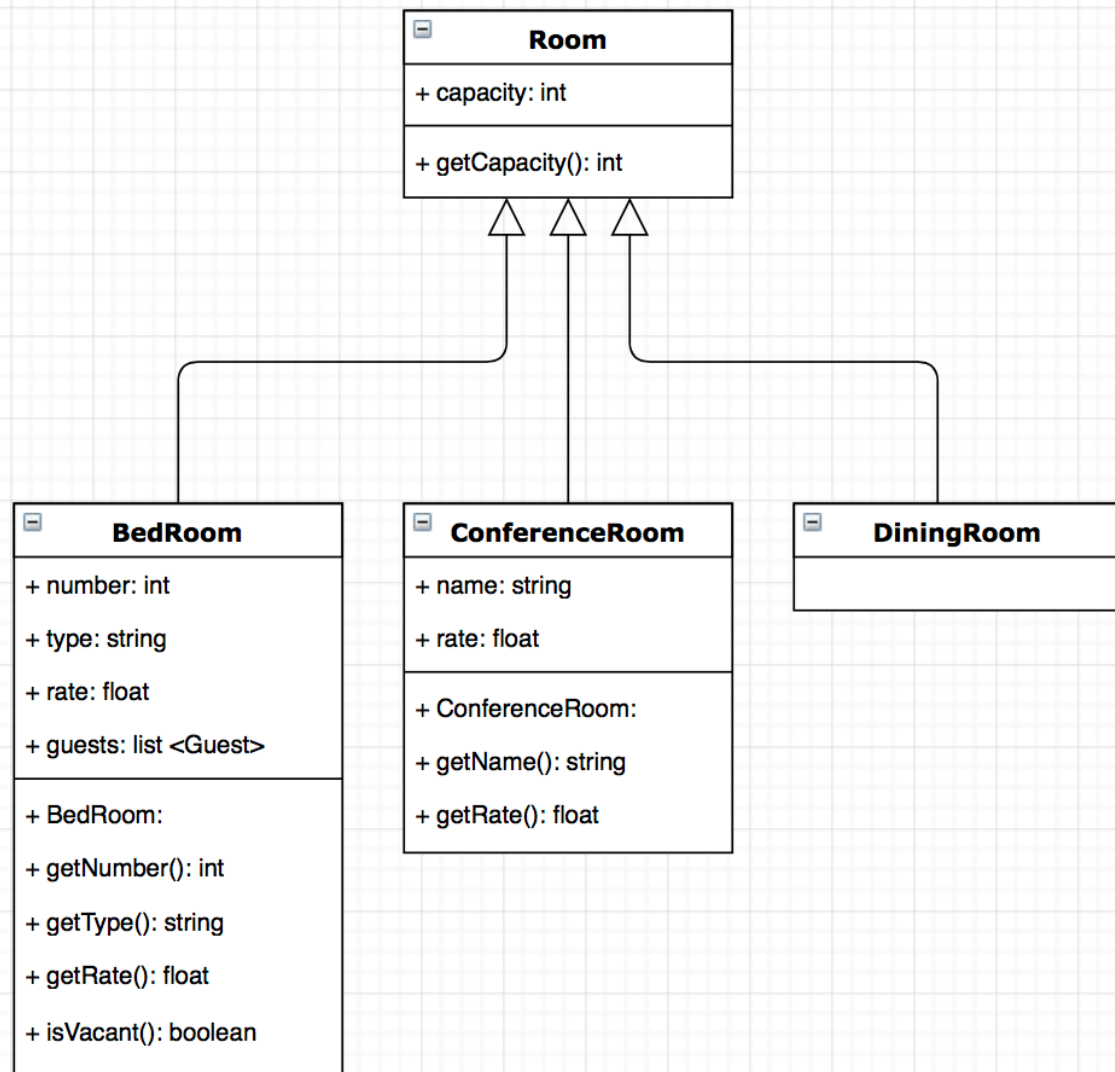 Room
+ capacity: int
+ getCapacity(): int
BedRoom
+ number: int
+ type: string
+ rate: float
+ guests: list <Guest>
+ BedRoom:
+ getNumber(): int
+ getType(): string
+ getRate(): float
+ isVacant(): boolean
ConferenceRoom
+ name: string
+ rate: float
+ ConferenceRoom:
+ getName(): string
+ getRate(): float
DiningRoom